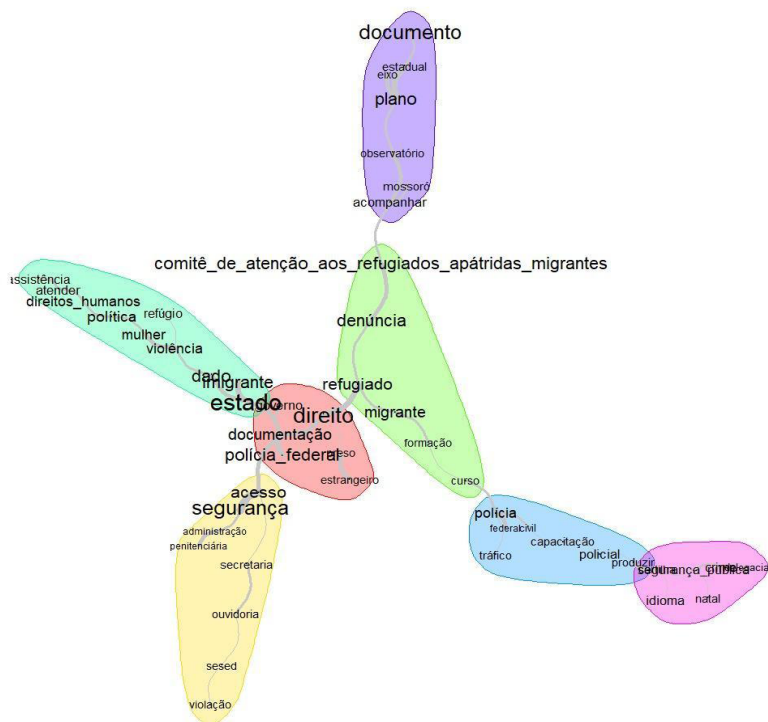 documento
estadual
eixo
plano
observatório
mossoró
acompanhar
comitê_de_atenção_aos_refugiados_apátridas_migrantes
assistência
atender
direitos_humanos
refúgio
política
denúncia
mulher
violência
dado
imigrante
refugiado
estado
governo
direito
migrante
documentação
polícia_federal
preso
formação
estrangeiro
curso
acesso
segurança
polícia
administração
federal
civil
penitenciária
capacitação
tráfico
policial
secretaria
produzir
segurança_pública
idioma
natal
ouvidoria
sesed
violação